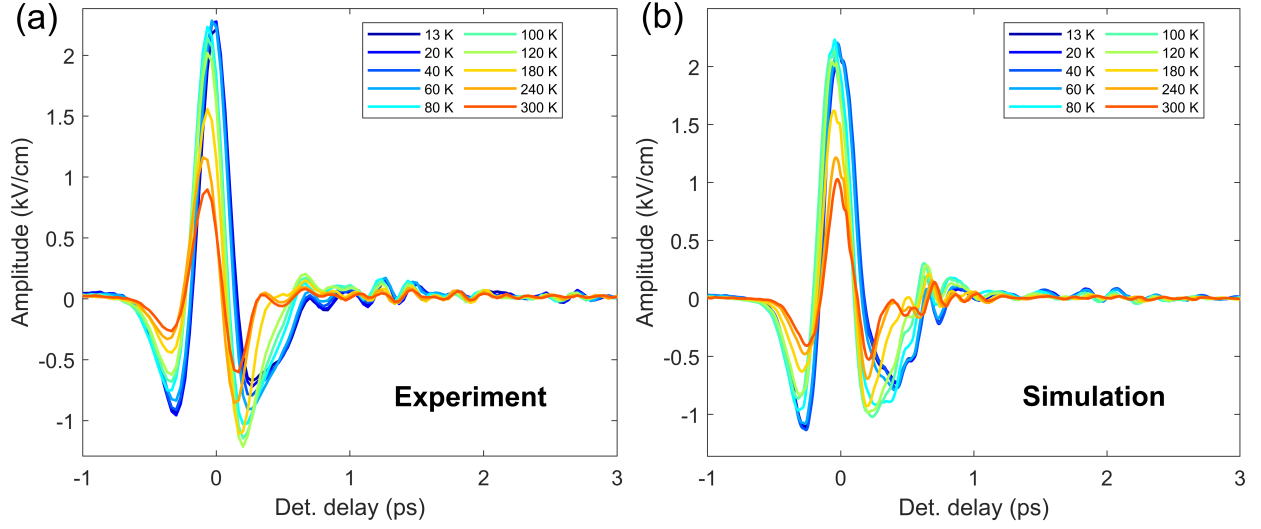 (a)
13 K 100 K
20 K 120 K
40 K 180 K
60 K 240 K
80 K 300 K
2
1.5
1
0.5
0
-0.5
-1
Amplitude (kV/cm)
Experiment
-1 0 1 2 3
Det. delay (ps)
(b)
13 K 100 K
20 K 120 K
40 K 180 K
60 K 240 K
80 K 300 K
2
1.5
1
0.5
0
-0.5
-1
Amplitude (kV/cm)
Simulation
-1 0 1 2 3
Det. delay (ps)